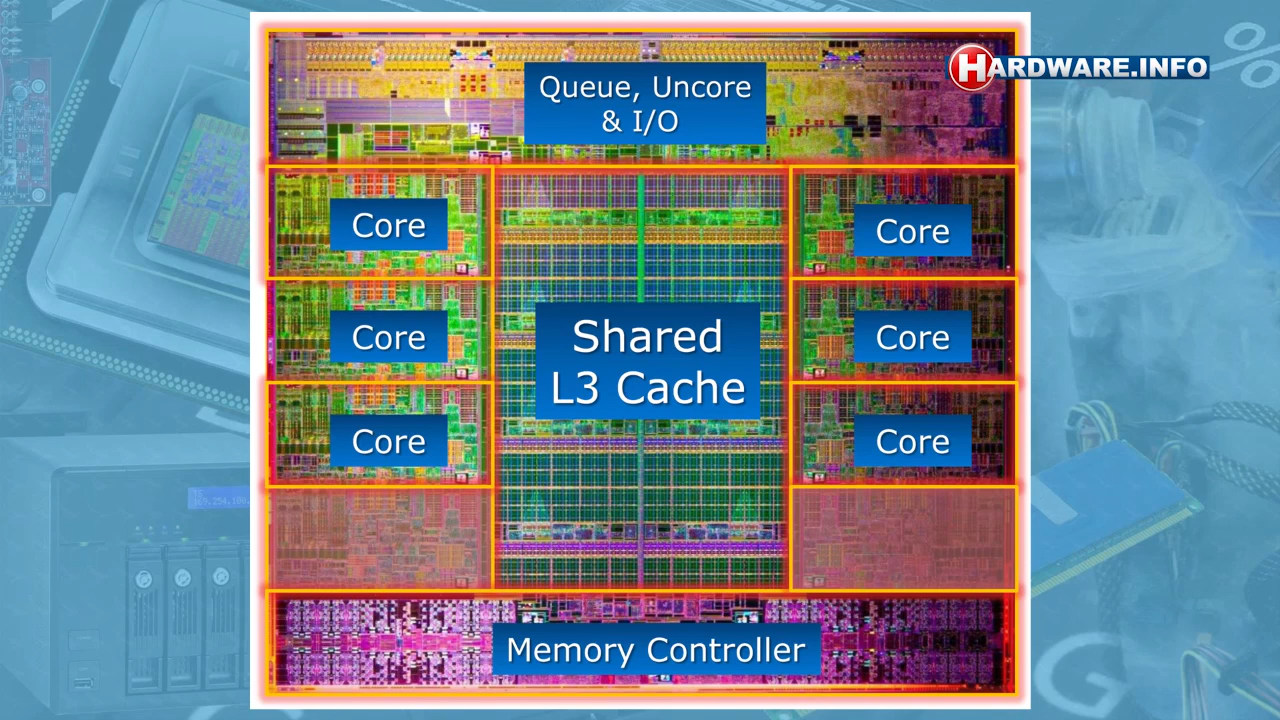 HARDWARE.INFO
Queue, Uncore
& I/O
Core
Core
Shared
L3 Cache
Core
Core
Core
Core
Memory Controller